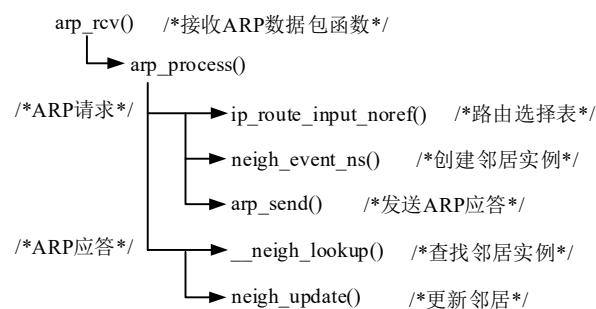 arp_rcv() /*接收ARP数据包函数*/
arp_process()
/*ARP请求*/
ip_route_input_noref() /*路由选择表*/
neigh_event_ns() /*创建邻居实例*/
arp_send() /*发送ARP应答*/
/*ARP应答*/ __neigh_lookup() /*查找邻居实例*/
neigh_update() /*更新邻居*/